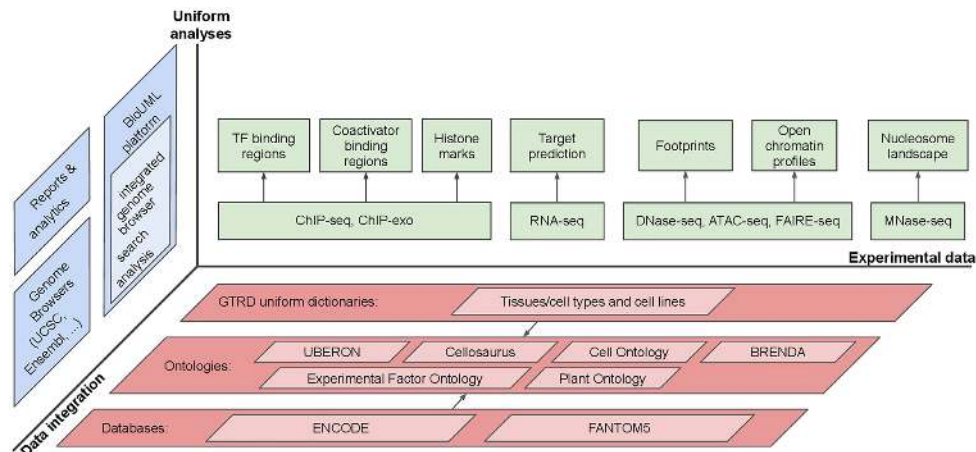 Uniform
analyses
BioUML
platform
integrated
genome
browser
search
analysis
Reports &
analytics
Genome
Browsers
(UCSC,
Ensembl, ...)
TF binding
regions
Coactivator
binding
regions
Histone
marks
Target
prediction
Footprints
Open
chromatin
profiles
Nucleosome
landscape
ChIP-seq, ChIP-exo
RNA-seq
DNase-seq, ATAC-seq, FAIRE-seq
MNase-seq
Experimental data
GTRD uniform dictionaries:
Tissues/cell types and cell lines
Ontologies:
UBERON
Cellosaurus
Cell Ontology
BRENDA
Experimental Factor Ontology
Plant Ontology
Databases:
ENCODE
FANTOM5
Data integration